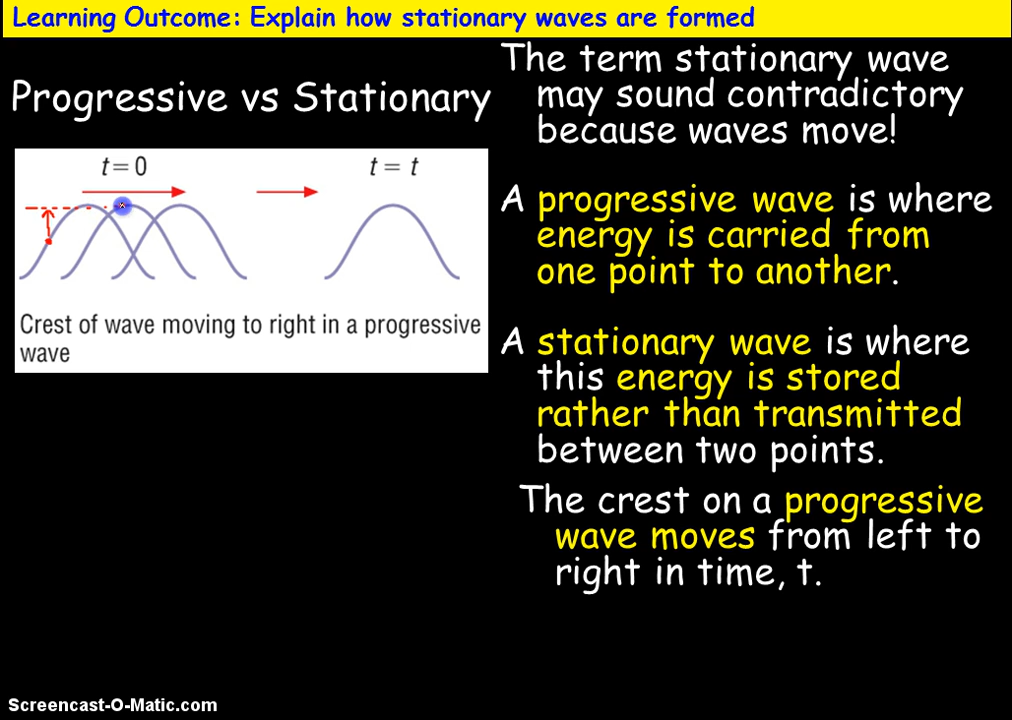 Learning Outcome: Explain how stationary waves are formed
Progressive vs Stationary
t = 0
t = t
Crest of wave moving to right in a progressive
wave
The term stationary wave
may sound contradictory
because waves move!
A progressive wave is where
energy is carried from
one point to another.
A stationary wave is where
this energy is stored
rather than transmitted
between two points.
The crest on a progressive
wave moves from left to
right in time, t.
Screencast-O-Matic.com